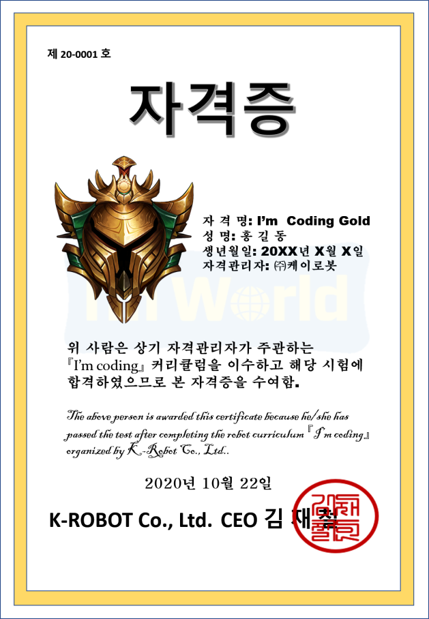 제 20-0001 호
자격증
자 격 명: I'm Coding Gold
성 명: 홍 길 동
생년월일: 20XX년 X월 X일
자격관리자: ㈜케이로봇
I'm World
위 사람은 상기 자격관리자가 주관하는
『I'm coding』 커리큘럼을 이수하고 해당 시험에
합격하였으므로 본 자격증을 수여함.
The above person is awarded this certificate because he/she has
passed the test after completing the robot curriculum『I'm coding』
organized by K-Robot Co., Ltd..
2020년 10월 22일
K-ROBOT Co., Ltd. CEO 김 재 철